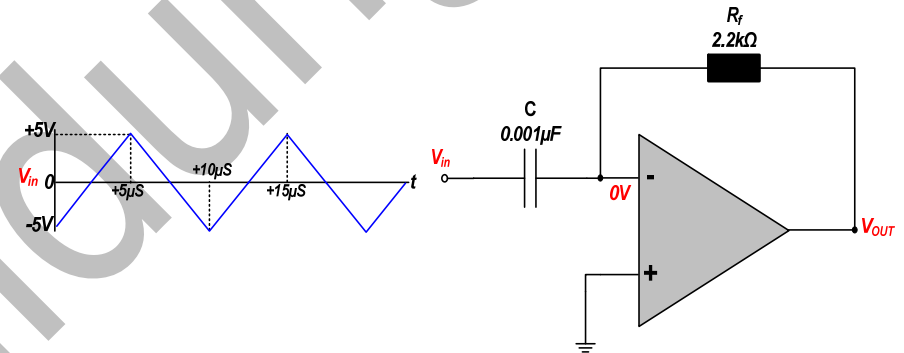 +5V
Vin 0
-5V
+5µS
+10µS
+15µS
t
Rf
2.2kΩ
C
0.001µF
Vin
0V
-
+
VOUT